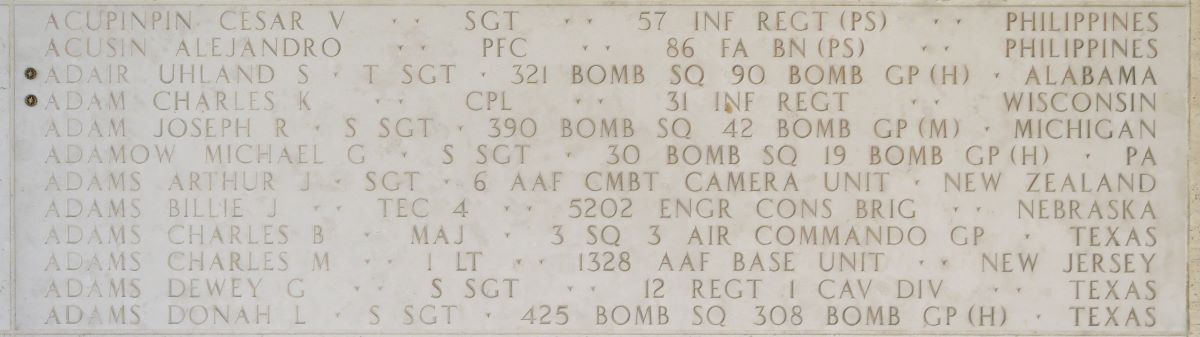 ACUPINPIN CESAR V · · SGT · · 57 INF REGT (PS) · · PHILIPPINES
ACUSIN ALEJANDRO · · PFC · · 86 FA BN (PS) · · PHILIPPINES
ADAIR UHLAND S · T SGT · 321 BOMB SQ 90 BOMB GP (H) · ALABAMA
ADAM CHARLES K · · CPL · · 31 INF REGT · · WISCONSIN
ADAM JOSEPH R · S SGT · 390 BOMB SQ 42 BOMB GP (M) · MICHIGAN
ADAMOW MICHAEL G · S SGT · 30 BOMB SQ 19 BOMB GP (H) · PA
ADAMS ARTHUR J · SGT · 6 AAF CMBT CAMERA UNIT · NEW ZEALAND
ADAMS BILLIE J · · TEC 4 · · 5202 ENGR CONS BRIG · · NEBRASKA
ADAMS CHARLES B · MAJ · 3 SQ 3 AIR COMMANDO GP · TEXAS
ADAMS CHARLES M · · 1 LT · · 1328 AAF BASE UNIT · · NEW JERSEY
ADAMS DEWEY G · · S SGT · · 12 REGT 1 CAV DIV · · TEXAS
ADAMS DONAH L · S SGT · 425 BOMB SQ 308 BOMB GP (H) · TEXAS